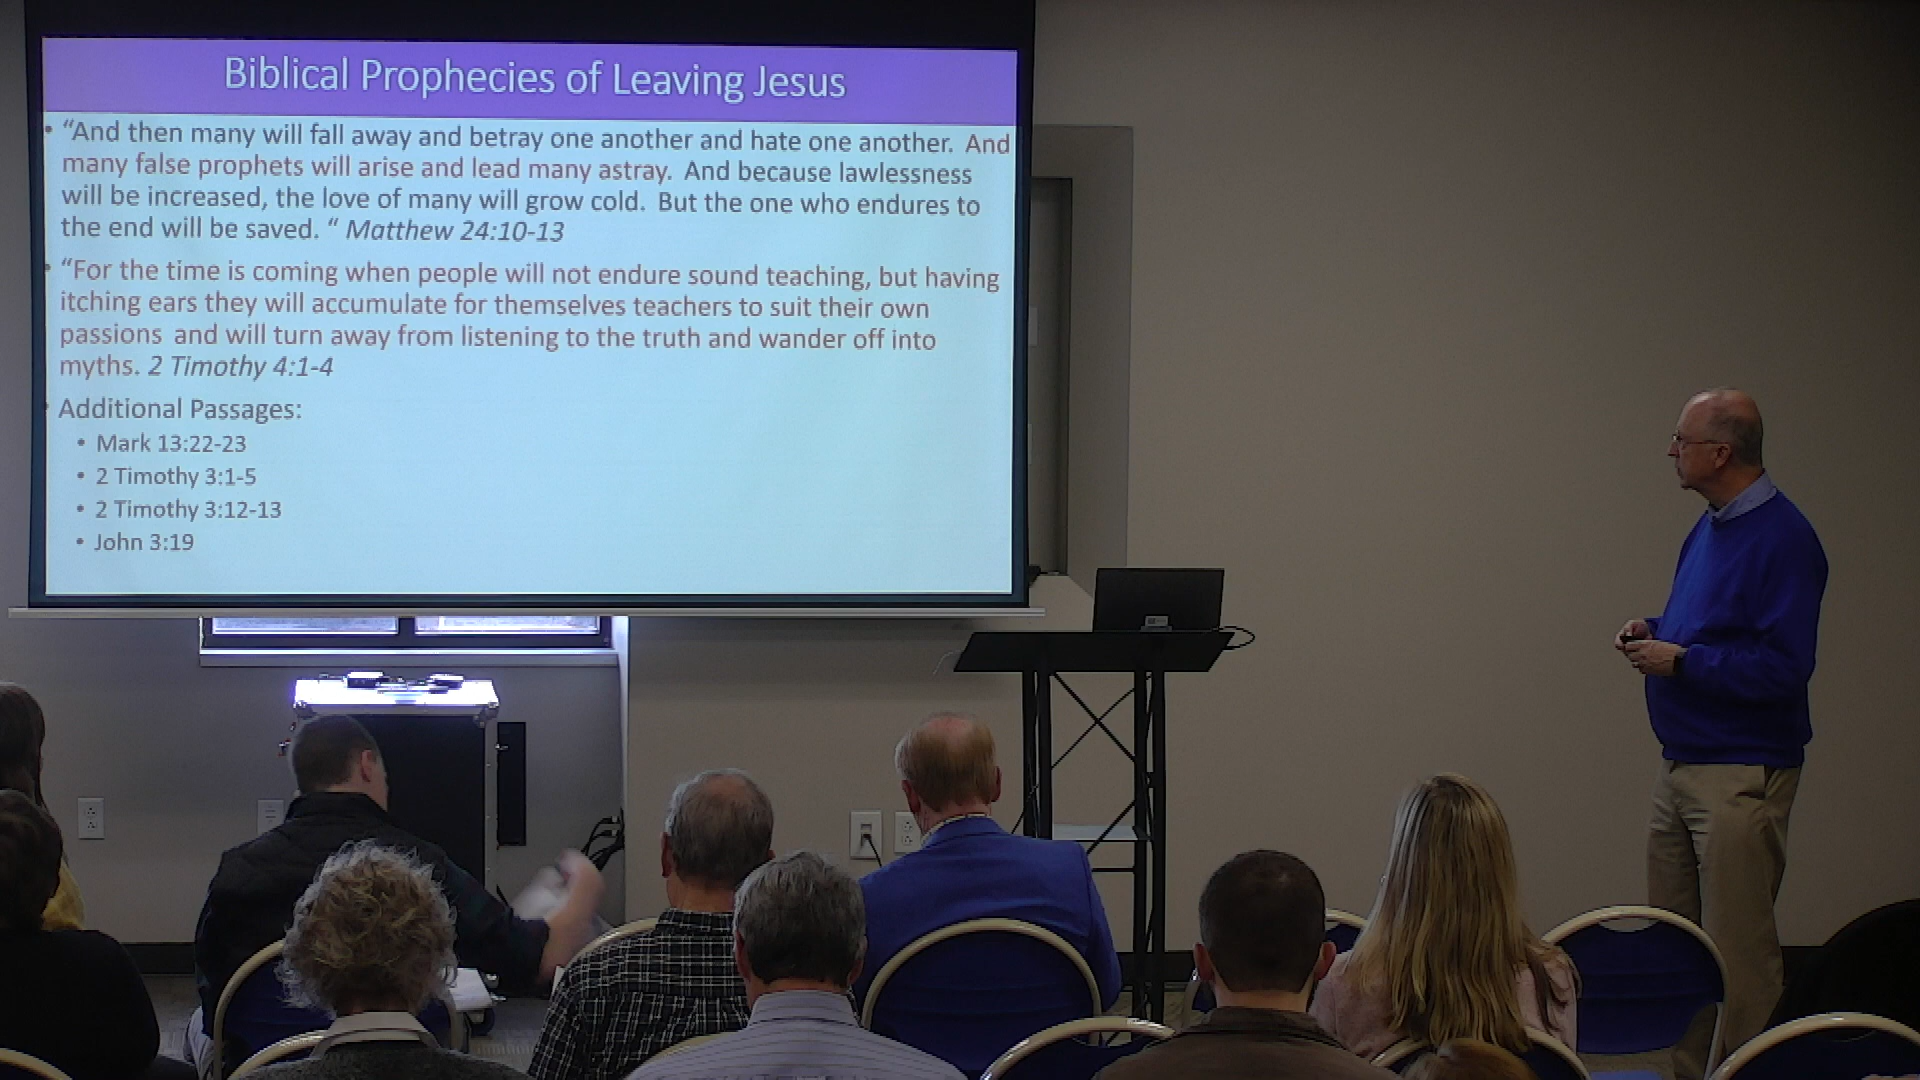 Biblical Prophecies of Leaving Jesus
• “And then many will fall away and betray one another and hate one another. And
many false prophets will arise and lead many astray. And because lawlessness
will be increased, the love of many will grow cold. But the one who endures to
the end will be saved. “ Matthew 24:10-13
• “For the time is coming when people will not endure sound teaching, but having
itching ears they will accumulate for themselves teachers to suit their own
passions and will turn away from listening to the truth and wander off into
myths. 2 Timothy 4:1-4
• Additional Passages:
• Mark 13:22-23
• 2 Timothy 3:1-5
• 2 Timothy 3:12-13
• John 3:19